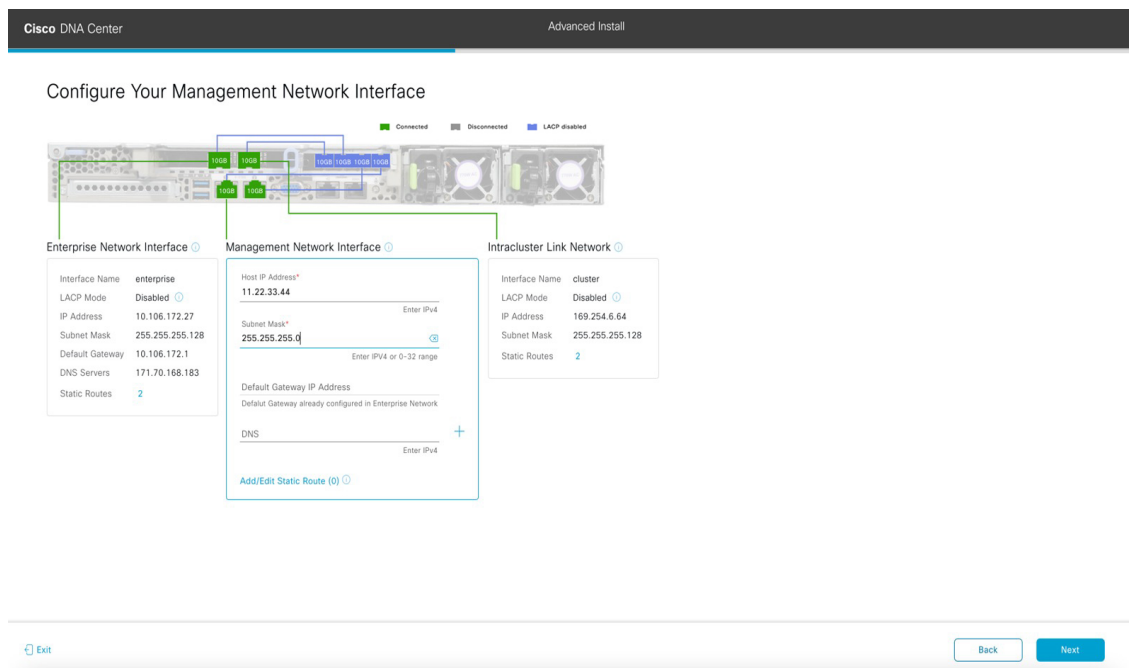 Cisco DNA Center
Advanced Install
Configure Your Management Network Interface
Connected
Disconnected
LACP disabled
10GB 10GB 10GB 10GB 10GB 10GB
10GB 10GB
Enterprise Network Interface
Interface Name enterprise
LACP Mode Disabled
IP Address 10.106.172.27
Subnet Mask 255.255.255.128
Default Gateway 10.106.172.1
DNS Servers 171.70.168.183
Static Routes 2
Management Network Interface
Host IP Address*
11.22.33.44
Enter IPv4
Subnet Mask*
255.255.255.0
Enter IPV4 or 0-32 range
Default Gateway IP Address
Defalut Gateway already configured in Enterprise Network
DNS
Enter IPv4
Add/Edit Static Route (0)
Intracluster Link Network
Interface Name cluster
LACP Mode Disabled
IP Address 169.254.6.64
Subnet Mask 255.255.255.128
Static Routes 2
Exit
Back
Next